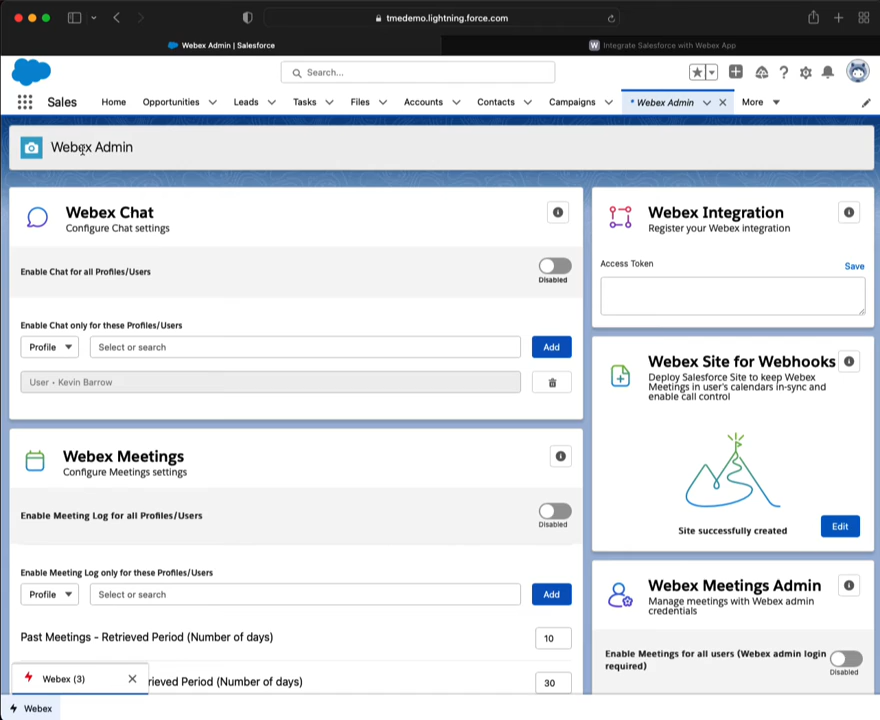 tmedemo.lightning.force.com
Webex Admin | Salesforce
W Integrate Salesforce with Webex App
Search...
Sales
Home
Opportunities
Leads
Tasks
Files
Accounts
Contacts
Campaigns
* Webex Admin
More
Webex Admin
Webex Chat
Configure Chat settings
Enable Chat for all Profiles/Users
Disabled
Enable Chat only for these Profiles/Users
Profile
Select or search
Add
User - Kevin Barrow
Webex Meetings
Configure Meetings settings
Enable Meeting Log for all Profiles/Users
Disabled
Enable Meeting Log only for these Profiles/Users
Profile
Select or search
Add
Past Meetings - Retrieved Period (Number of days)
10
rieved Period (Number of days)
30
Webex Integration
Register your Webex integration
Access Token
Save
Webex Site for Webhooks
Deploy Salesforce Site to keep Webex
Meetings in user's calendars in-sync and
enable call control
Site successfully created
Edit
Webex Meetings Admin
Manage meetings with Webex admin
credentials
Enable Meetings for all users (Webex admin login
required)
Disabled
Webex (3)
Webex